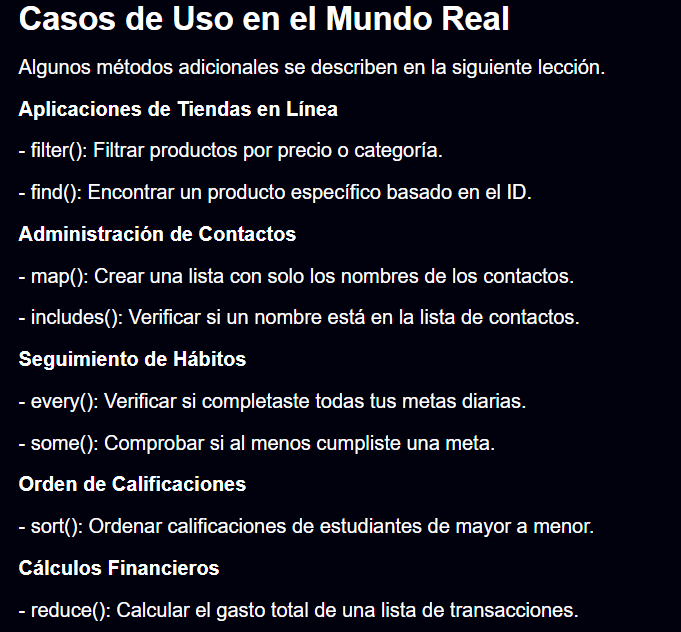 Casos de Uso en el Mundo Real
Algunos métodos adicionales se describen en la siguiente lección.
Aplicaciones de Tiendas en Línea
- filter(): Filtrar productos por precio o categoría.
- find(): Encontrar un producto específico basado en el ID.
Administración de Contactos
- map(): Crear una lista con solo los nombres de los contactos.
- includes(): Verificar si un nombre está en la lista de contactos.
Seguimiento de Hábitos
- every(): Verificar si completaste todas tus metas diarias.
- some(): Comprobar si al menos cumpliste una meta.
Orden de Calificaciones
- sort(): Ordenar calificaciones de estudiantes de mayor a menor.
Cálculos Financieros
- reduce(): Calcular el gasto total de una lista de transacciones.